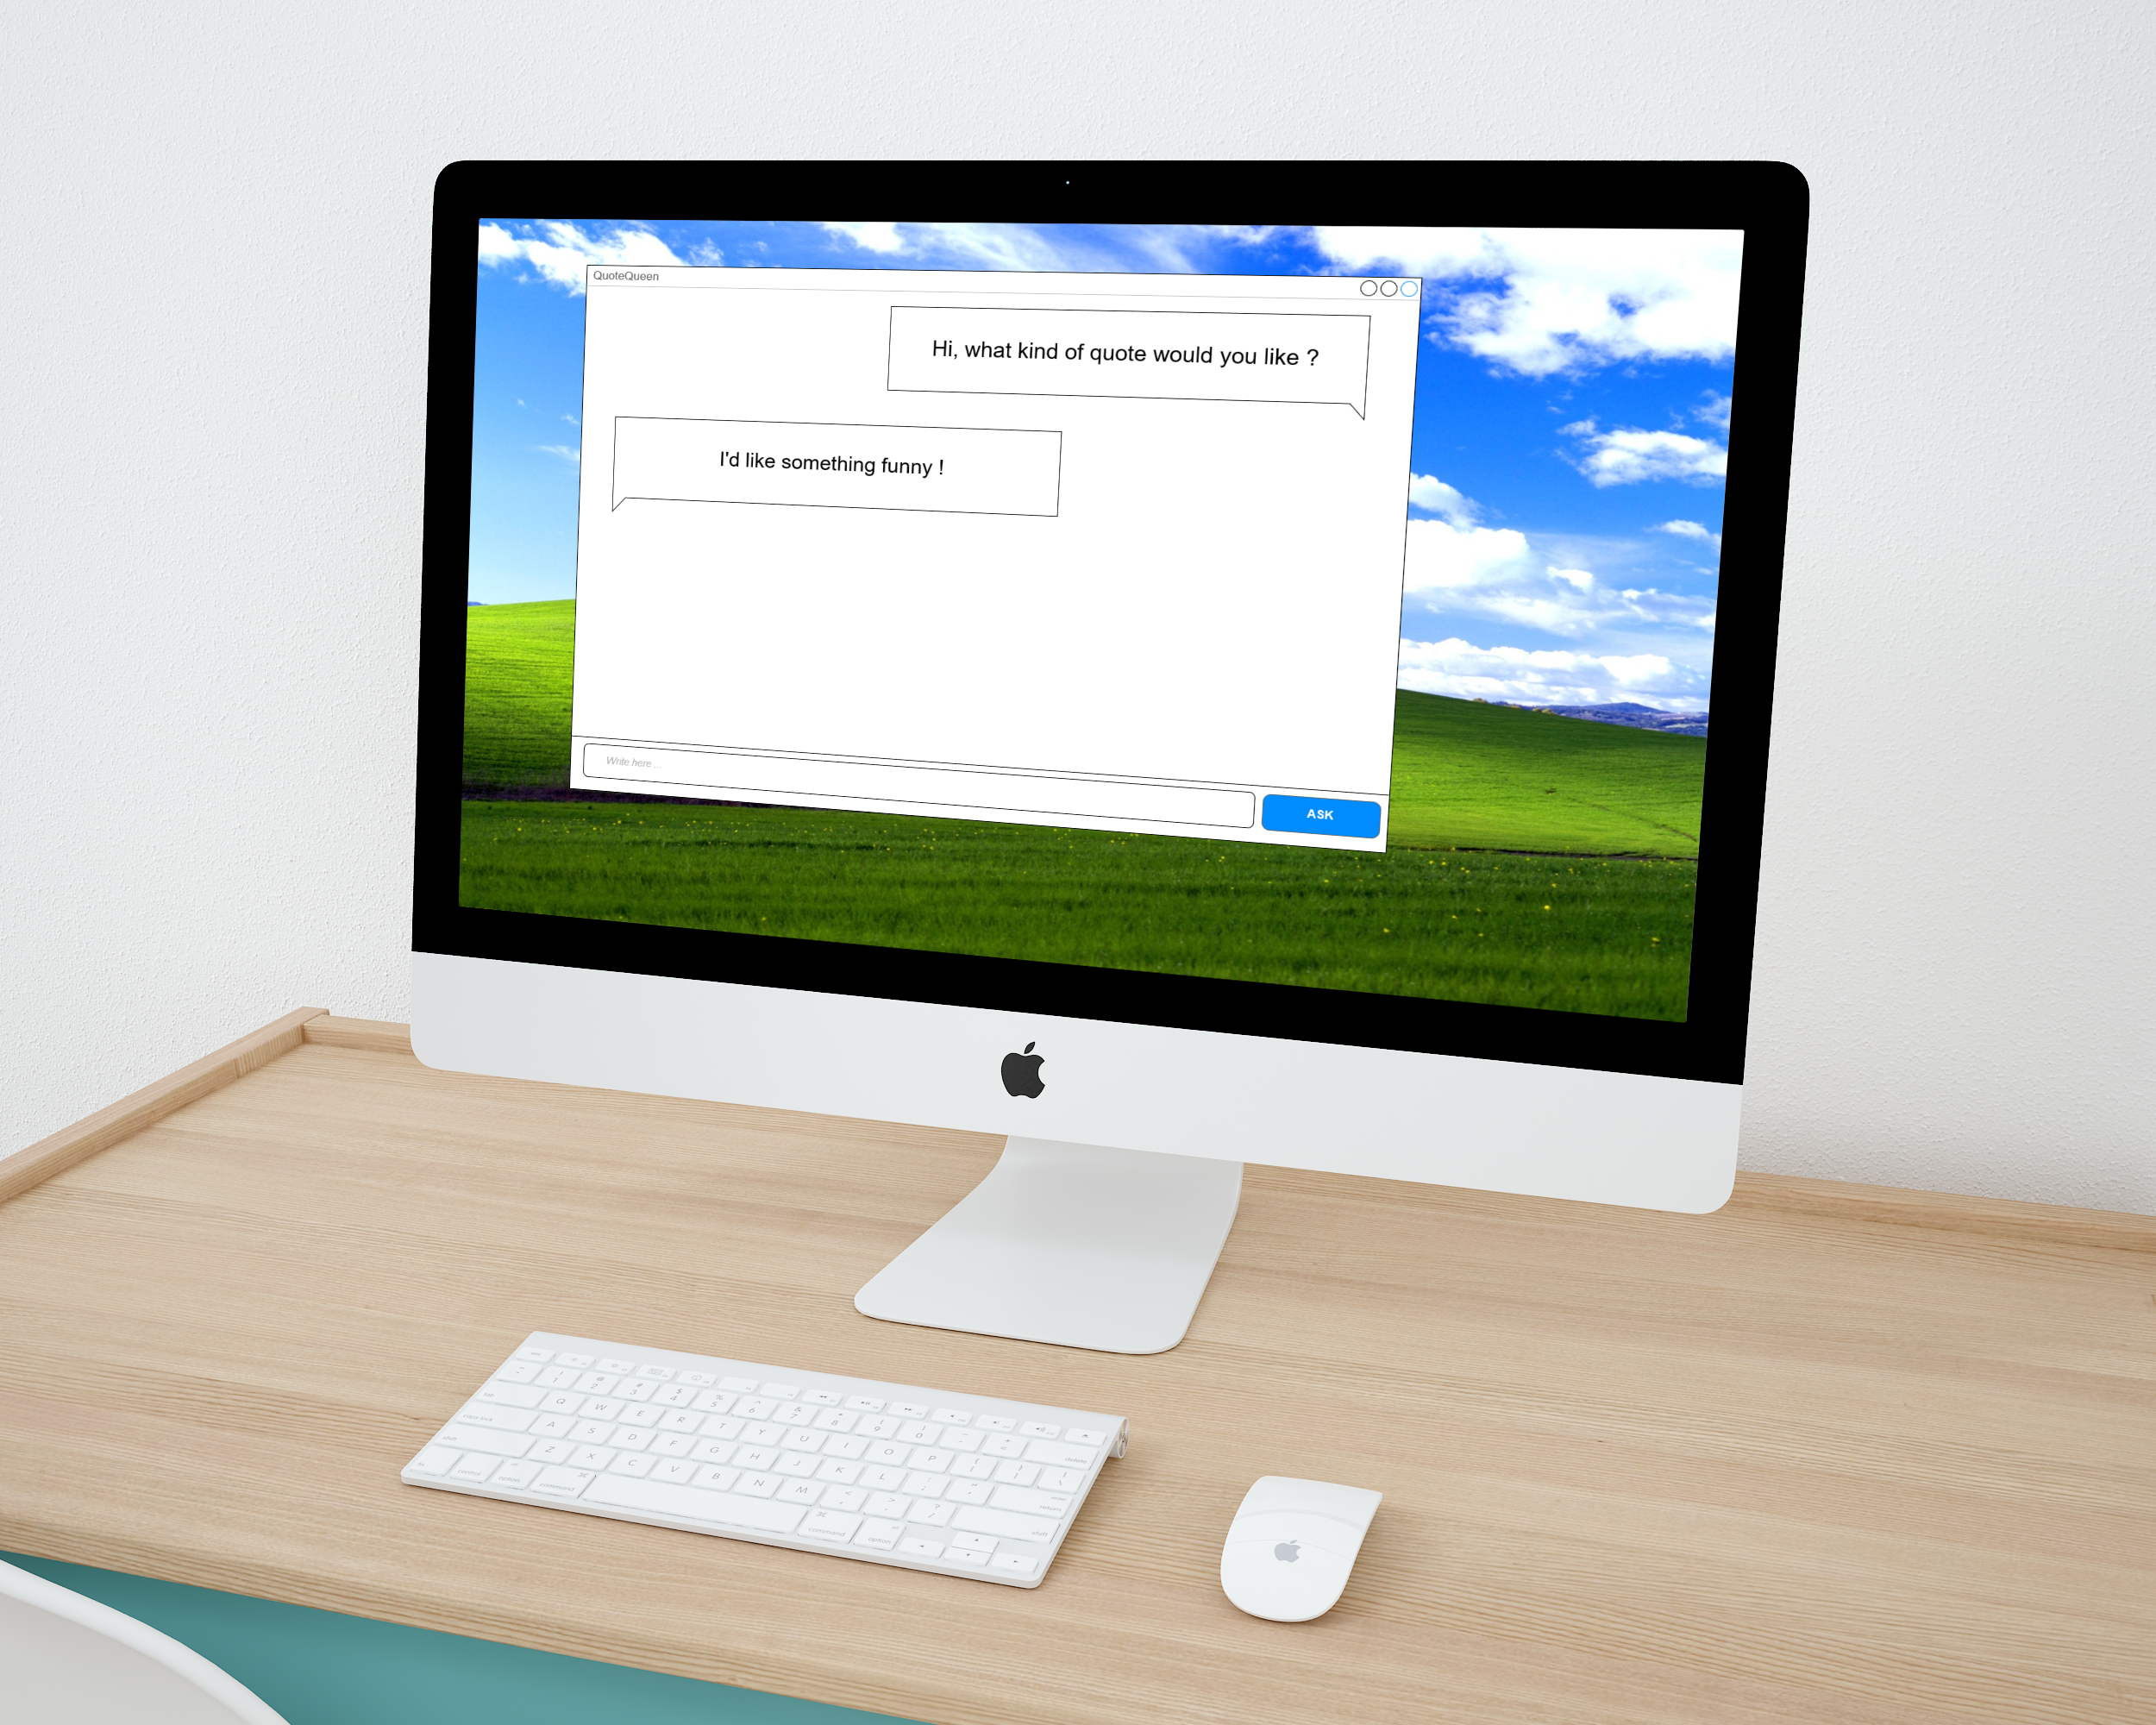 QuoteQueen
Hi, what kind of quote would you like ?
I'd like something funny !
Write here ...
ASK